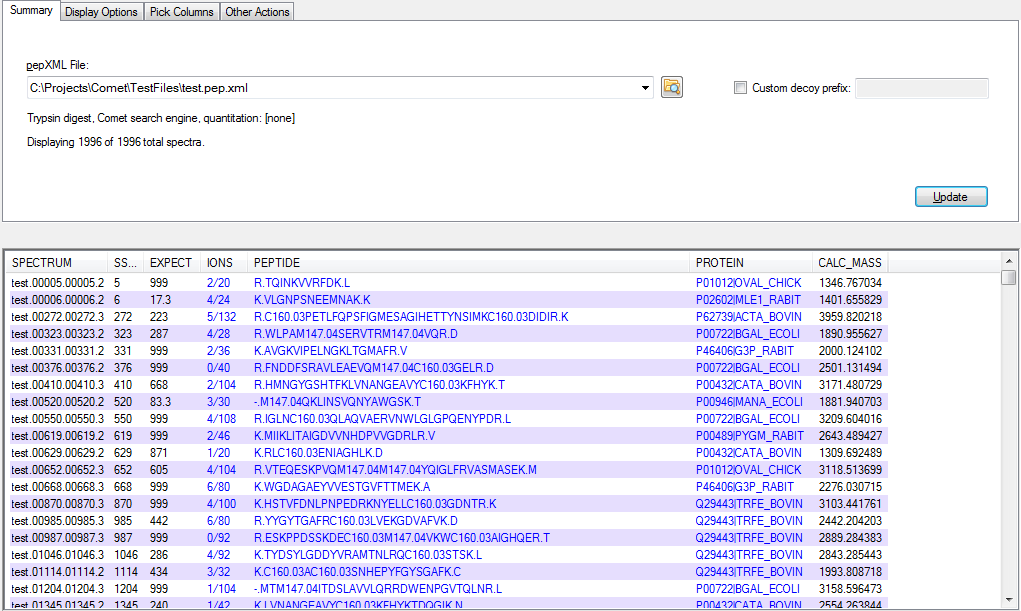 Summary Display Options Pick Columns Other Actions
pepXML File:
C:\Projects\Comet\TestFiles\test.pep.xml Custom decoy prefix:
Trypsin digest, Comet search engine, quantitation: [none]
Displaying 1996 of 1996 total spectra.
Update
SPECTRUM SS... EXPECT IONS PEPTIDE PROTEIN CALC_MASS
test.00005.00005.2 5 999 2/20 R.TQINKVVRFDK.L P01012|OVAL_CHICK 1346.767034
test.00006.00006.2 6 17.3 4/24 K.VLGNPSNEEMNAK.K P02602|MLE1_RABIT 1401.655829
test.00272.00272.3 272 223 5/132 R.C160.03PETLFQPSFIGMESAGIHETTYNSIMKC160.03DIDIR.K P62739|ACTA_BOVIN 3959.820218
test.00323.00323.2 323 287 4/28 R.WLPAM147.04SERVTRM147.04VQR.D P00722|BGAL_ECOLI 1890.955627
test.00331.00331.2 331 999 2/36 K.AVGKVIPELNGKLTGMAFR.V P46406|G3P_RABIT 2000.124102
test.00376.00376.2 376 999 0/40 R.FNDDFSRAVLEAEVQM147.04C160.03GELR.D P00722|BGAL_ECOLI 2501.131494
test.00410.00410.3 410 668 2/104 R.HMNGYGSHTFKLVNANGEAVYC160.03KFHYK.T P00432|CATA_BOVIN 3171.480729
test.00520.00520.2 520 83.3 3/30 -.M147.04QKLINSVQNYAWGSK.T P00946|MANA_ECOLI 1881.940703
test.00550.00550.3 550 999 4/108 R.IGLNC160.03QLAQVAERVNWLGLGPQENYPDR.L P00722|BGAL_ECOLI 3209.604016
test.00619.00619.2 619 999 2/46 K.MIIKLITAIGDVVNHDPVVGDRLR.V P00489|PYGM_RABIT 2643.489427
test.00629.00629.2 629 871 1/20 K.RLC160.03ENIAGHLK.D P00432|CATA_BOVIN 1309.692489
test.00652.00652.3 652 605 4/104 R.VTEQESKPVQM147.04M147.04YQIGLFRVASMASEK.M P01012|OVAL_CHICK 3118.513699
test.00668.00668.3 668 999 6/80 K.WGDAGAEYVVESTGVFTTMEK.A P46406|G3P_RABIT 2276.030715
test.00870.00870.3 870 999 4/100 K.HSTVFDNLPNPEDRKNYELLC160.03GDNTR.K Q29443|TRFE_BOVIN 3103.441761
test.00985.00985.3 985 442 6/80 R.YYGYTGAFRC160.03LVEKGDVAFVK.D Q29443|TRFE_BOVIN 2442.204203
test.00987.00987.3 987 999 0/92 R.ESKPPDSSKDEC160.03M147.04VKWC160.03AIGHQER.T Q29443|TRFE_BOVIN 2889.284383
test.01046.01046.3 1046 286 4/92 K.TYDSYLGDDYVRAMTNLRQC160.03STSK.L Q29443|TRFE_BOVIN 2843.285443
test.01114.01114.2 1114 434 3/32 K.C160.03AC160.03SNHEPYFGYSGAFK.C Q29443|TRFE_BOVIN 1993.808718
test.01204.01204.3 1204 999 1/104 -.MTM147.04ITDSLAVVLQRRDWENPGVTQLNR.L P00722|BGAL_ECOLI 3158.596473
test.01345.01345.2 1345 240 1/42 K.LVNANGEAVYC160.03KFHYKTDQGIK.N P00432|CATA_BOVIN 2554.263844